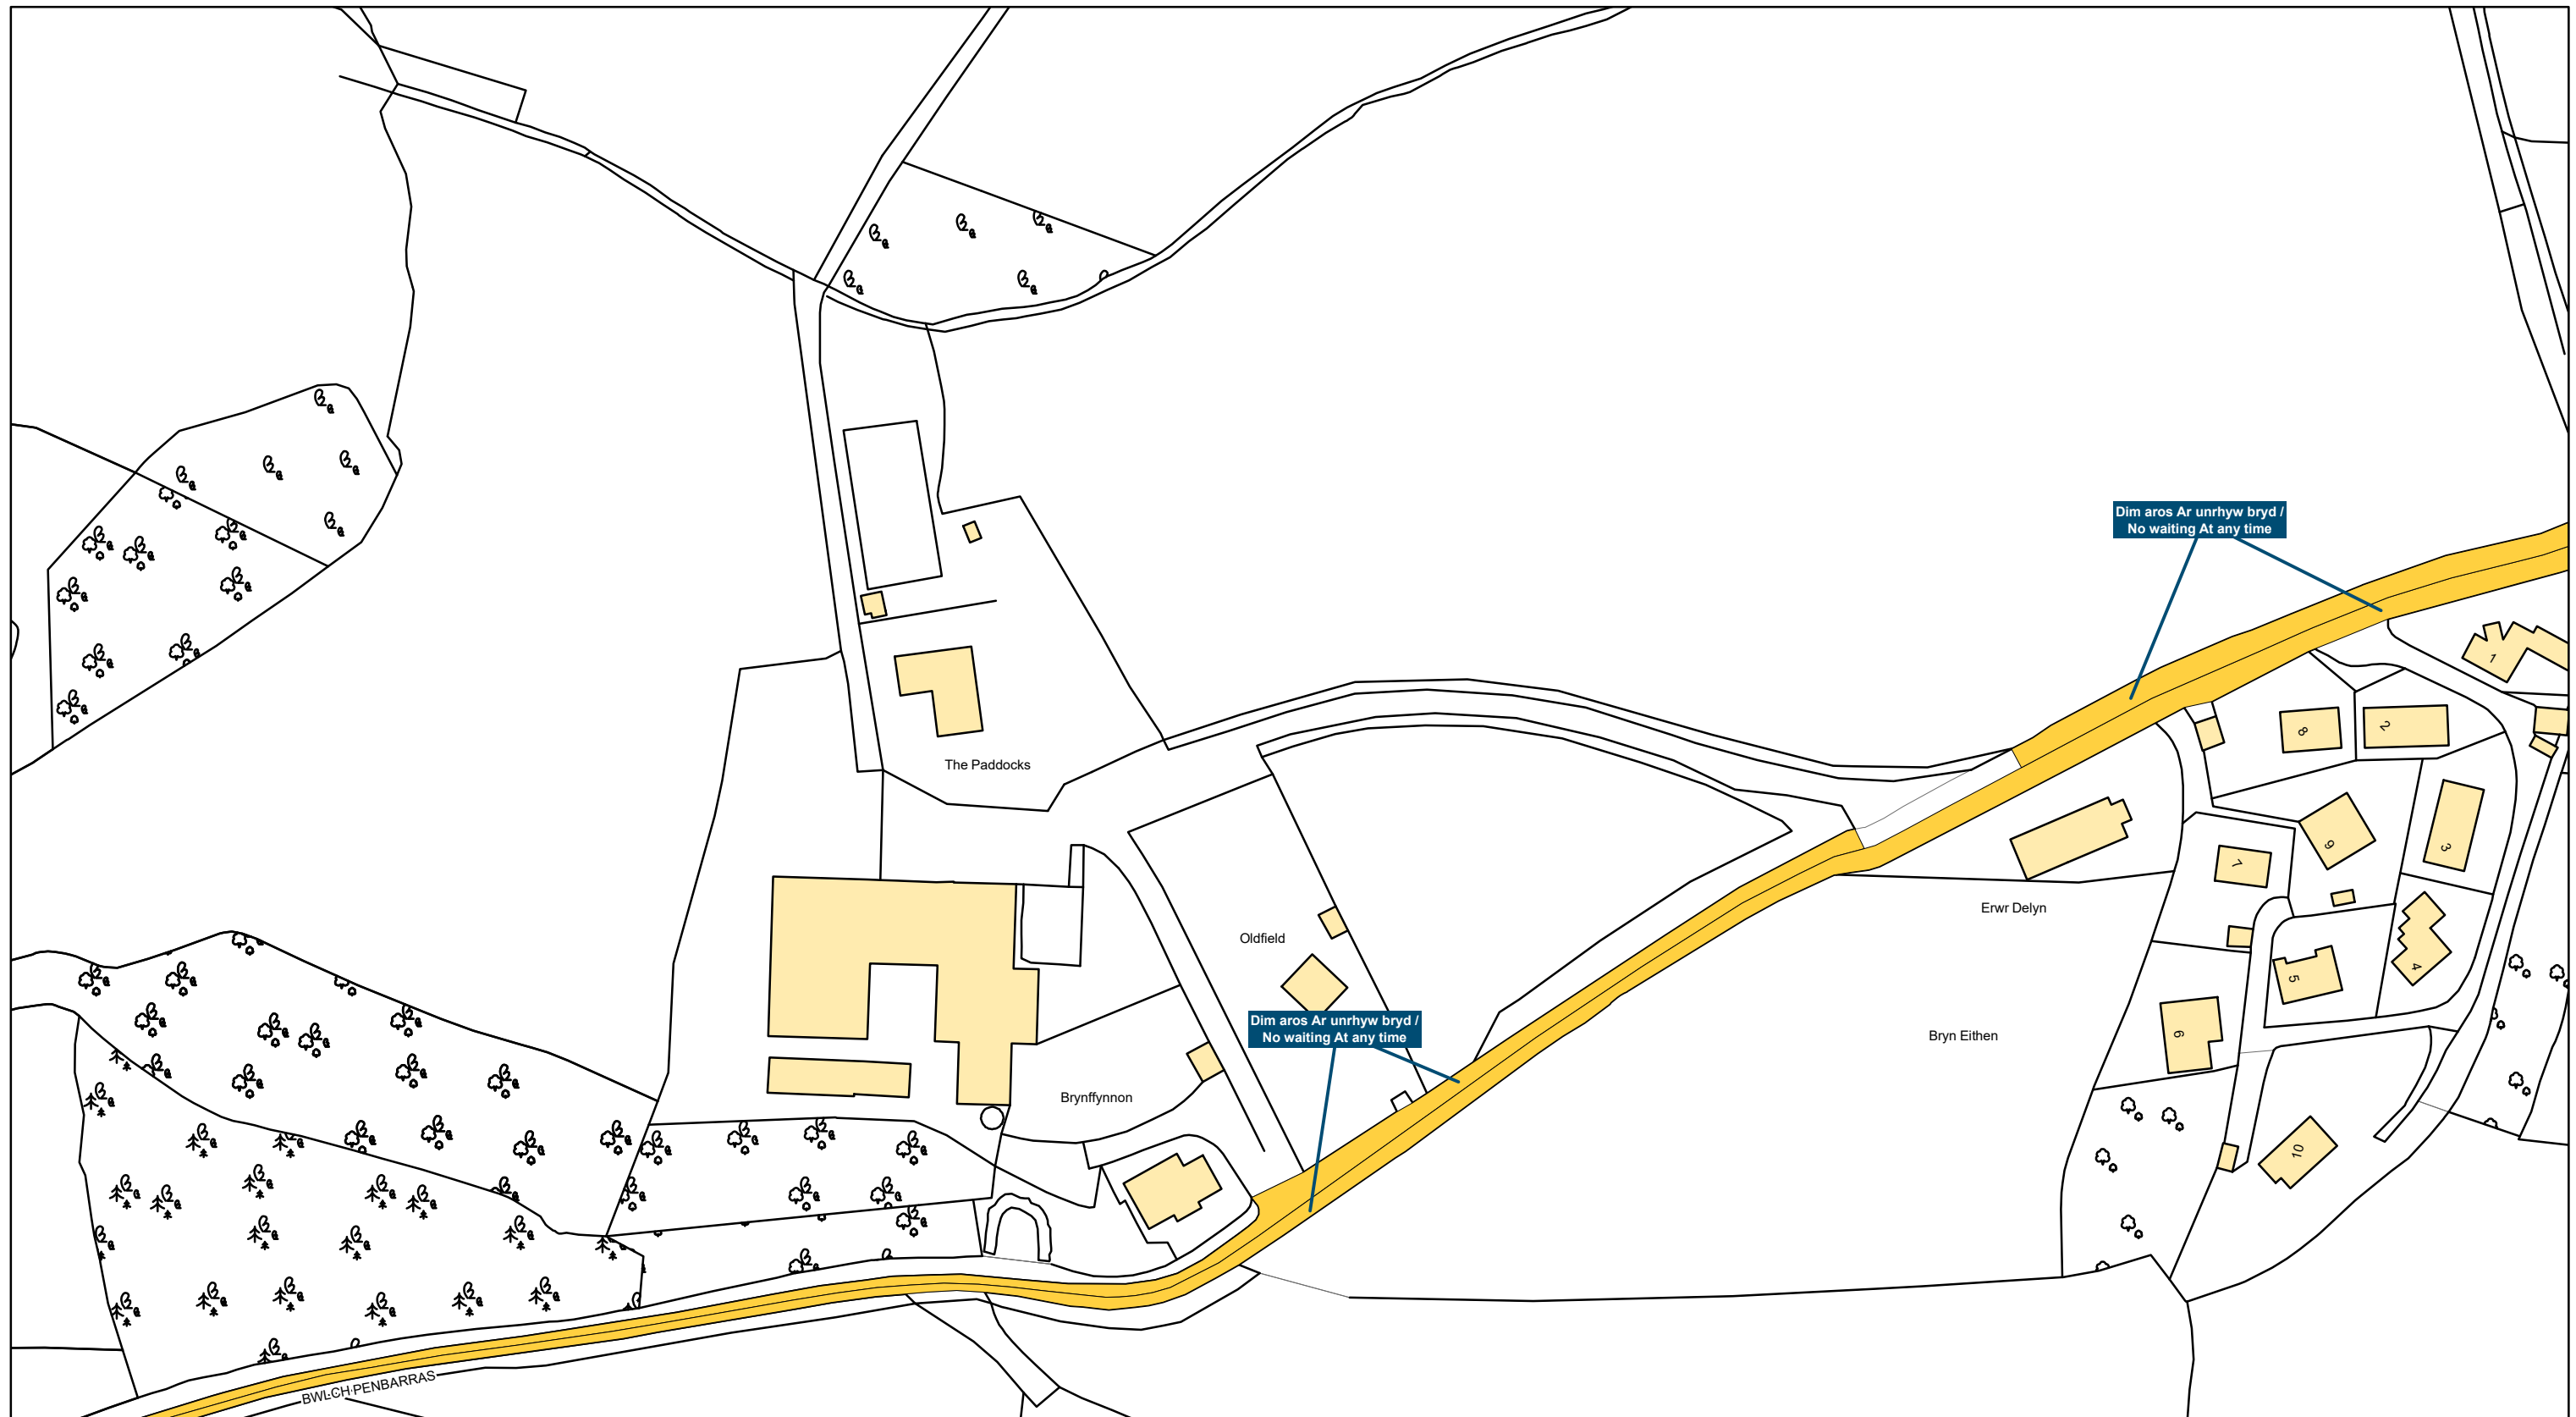 Dim aros Ar unrhyw bryd /
No waiting At any time
1
8
2
The Paddocks
9
3
7
Erwr Delyn
Oldfield
4
5
Dim aros Ar unrhyw bryd /
No waiting At any time
6
Bryn Eithen
Brynffynnon
10
BWLCH PENBARRAS